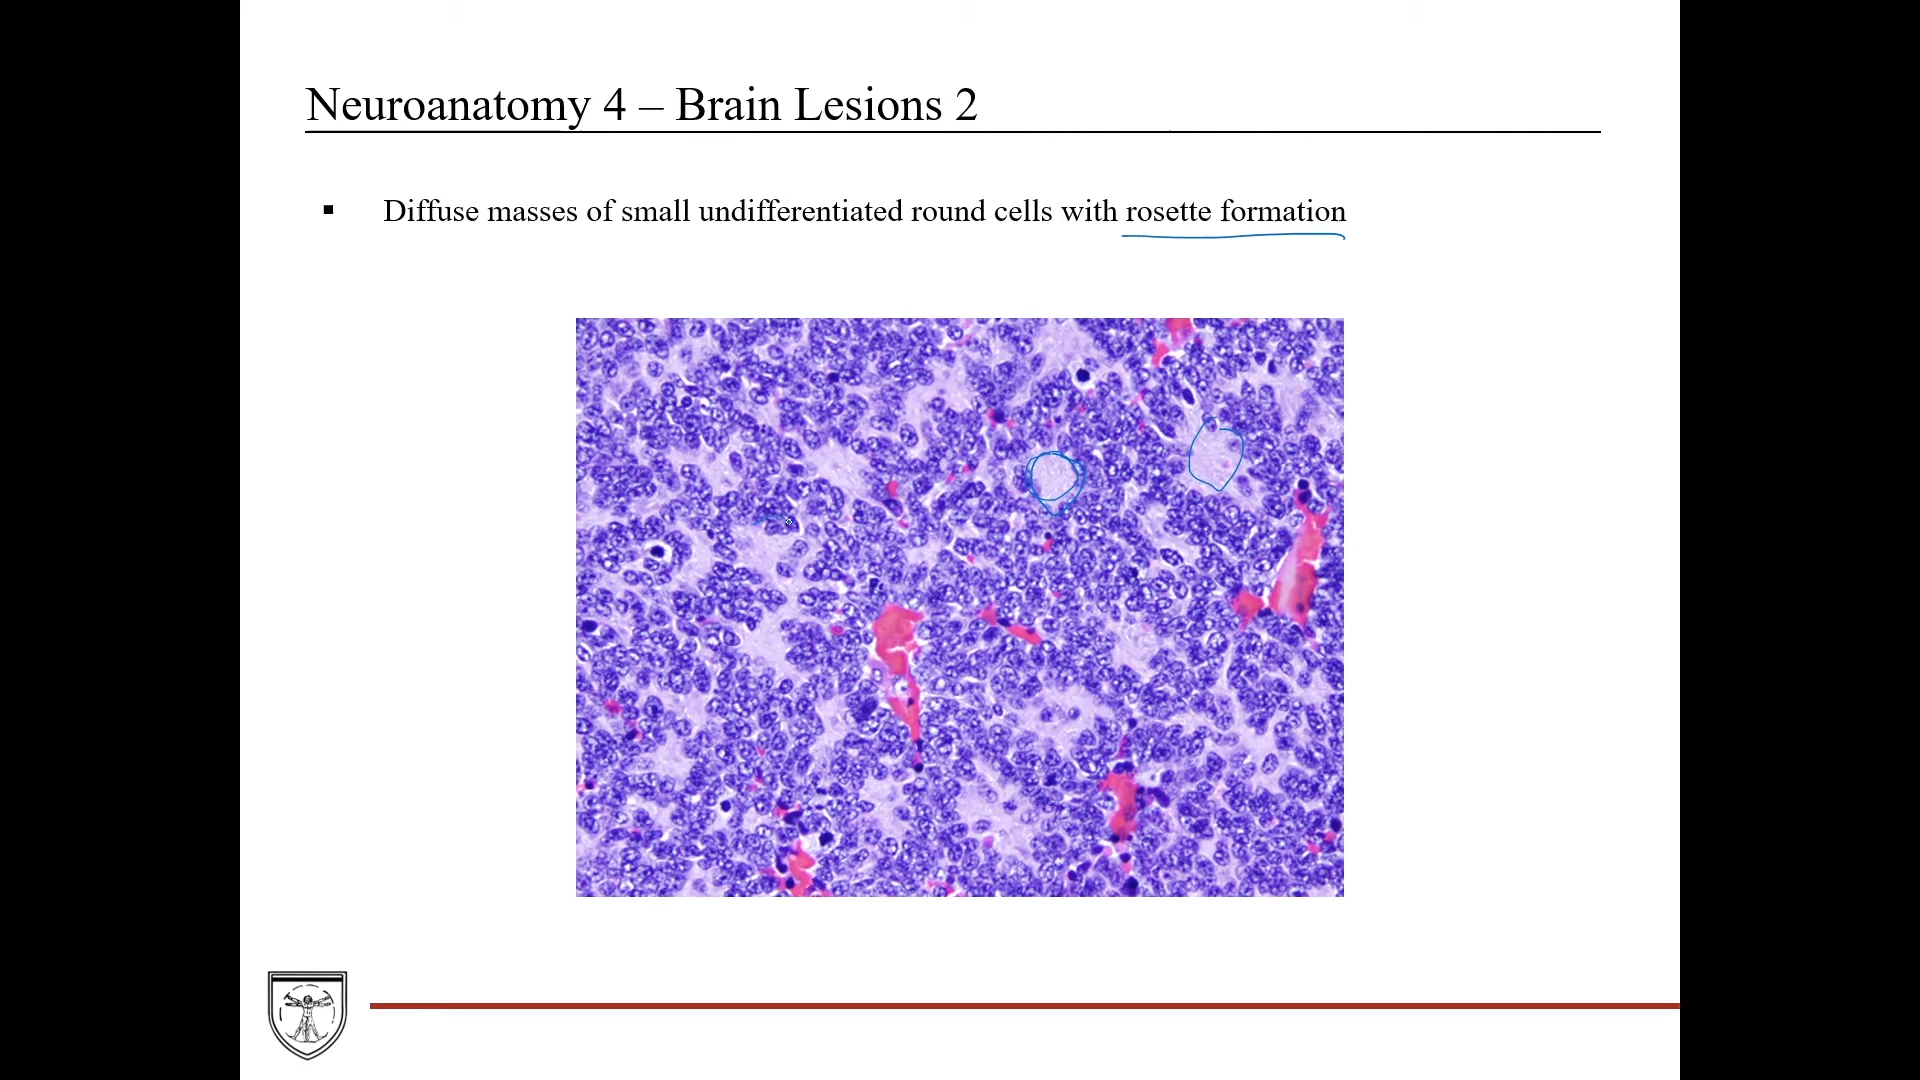 Neuroanatomy 4 – Brain Lesions 2
▪ Diffuse masses of small undifferentiated round cells with rosette formation